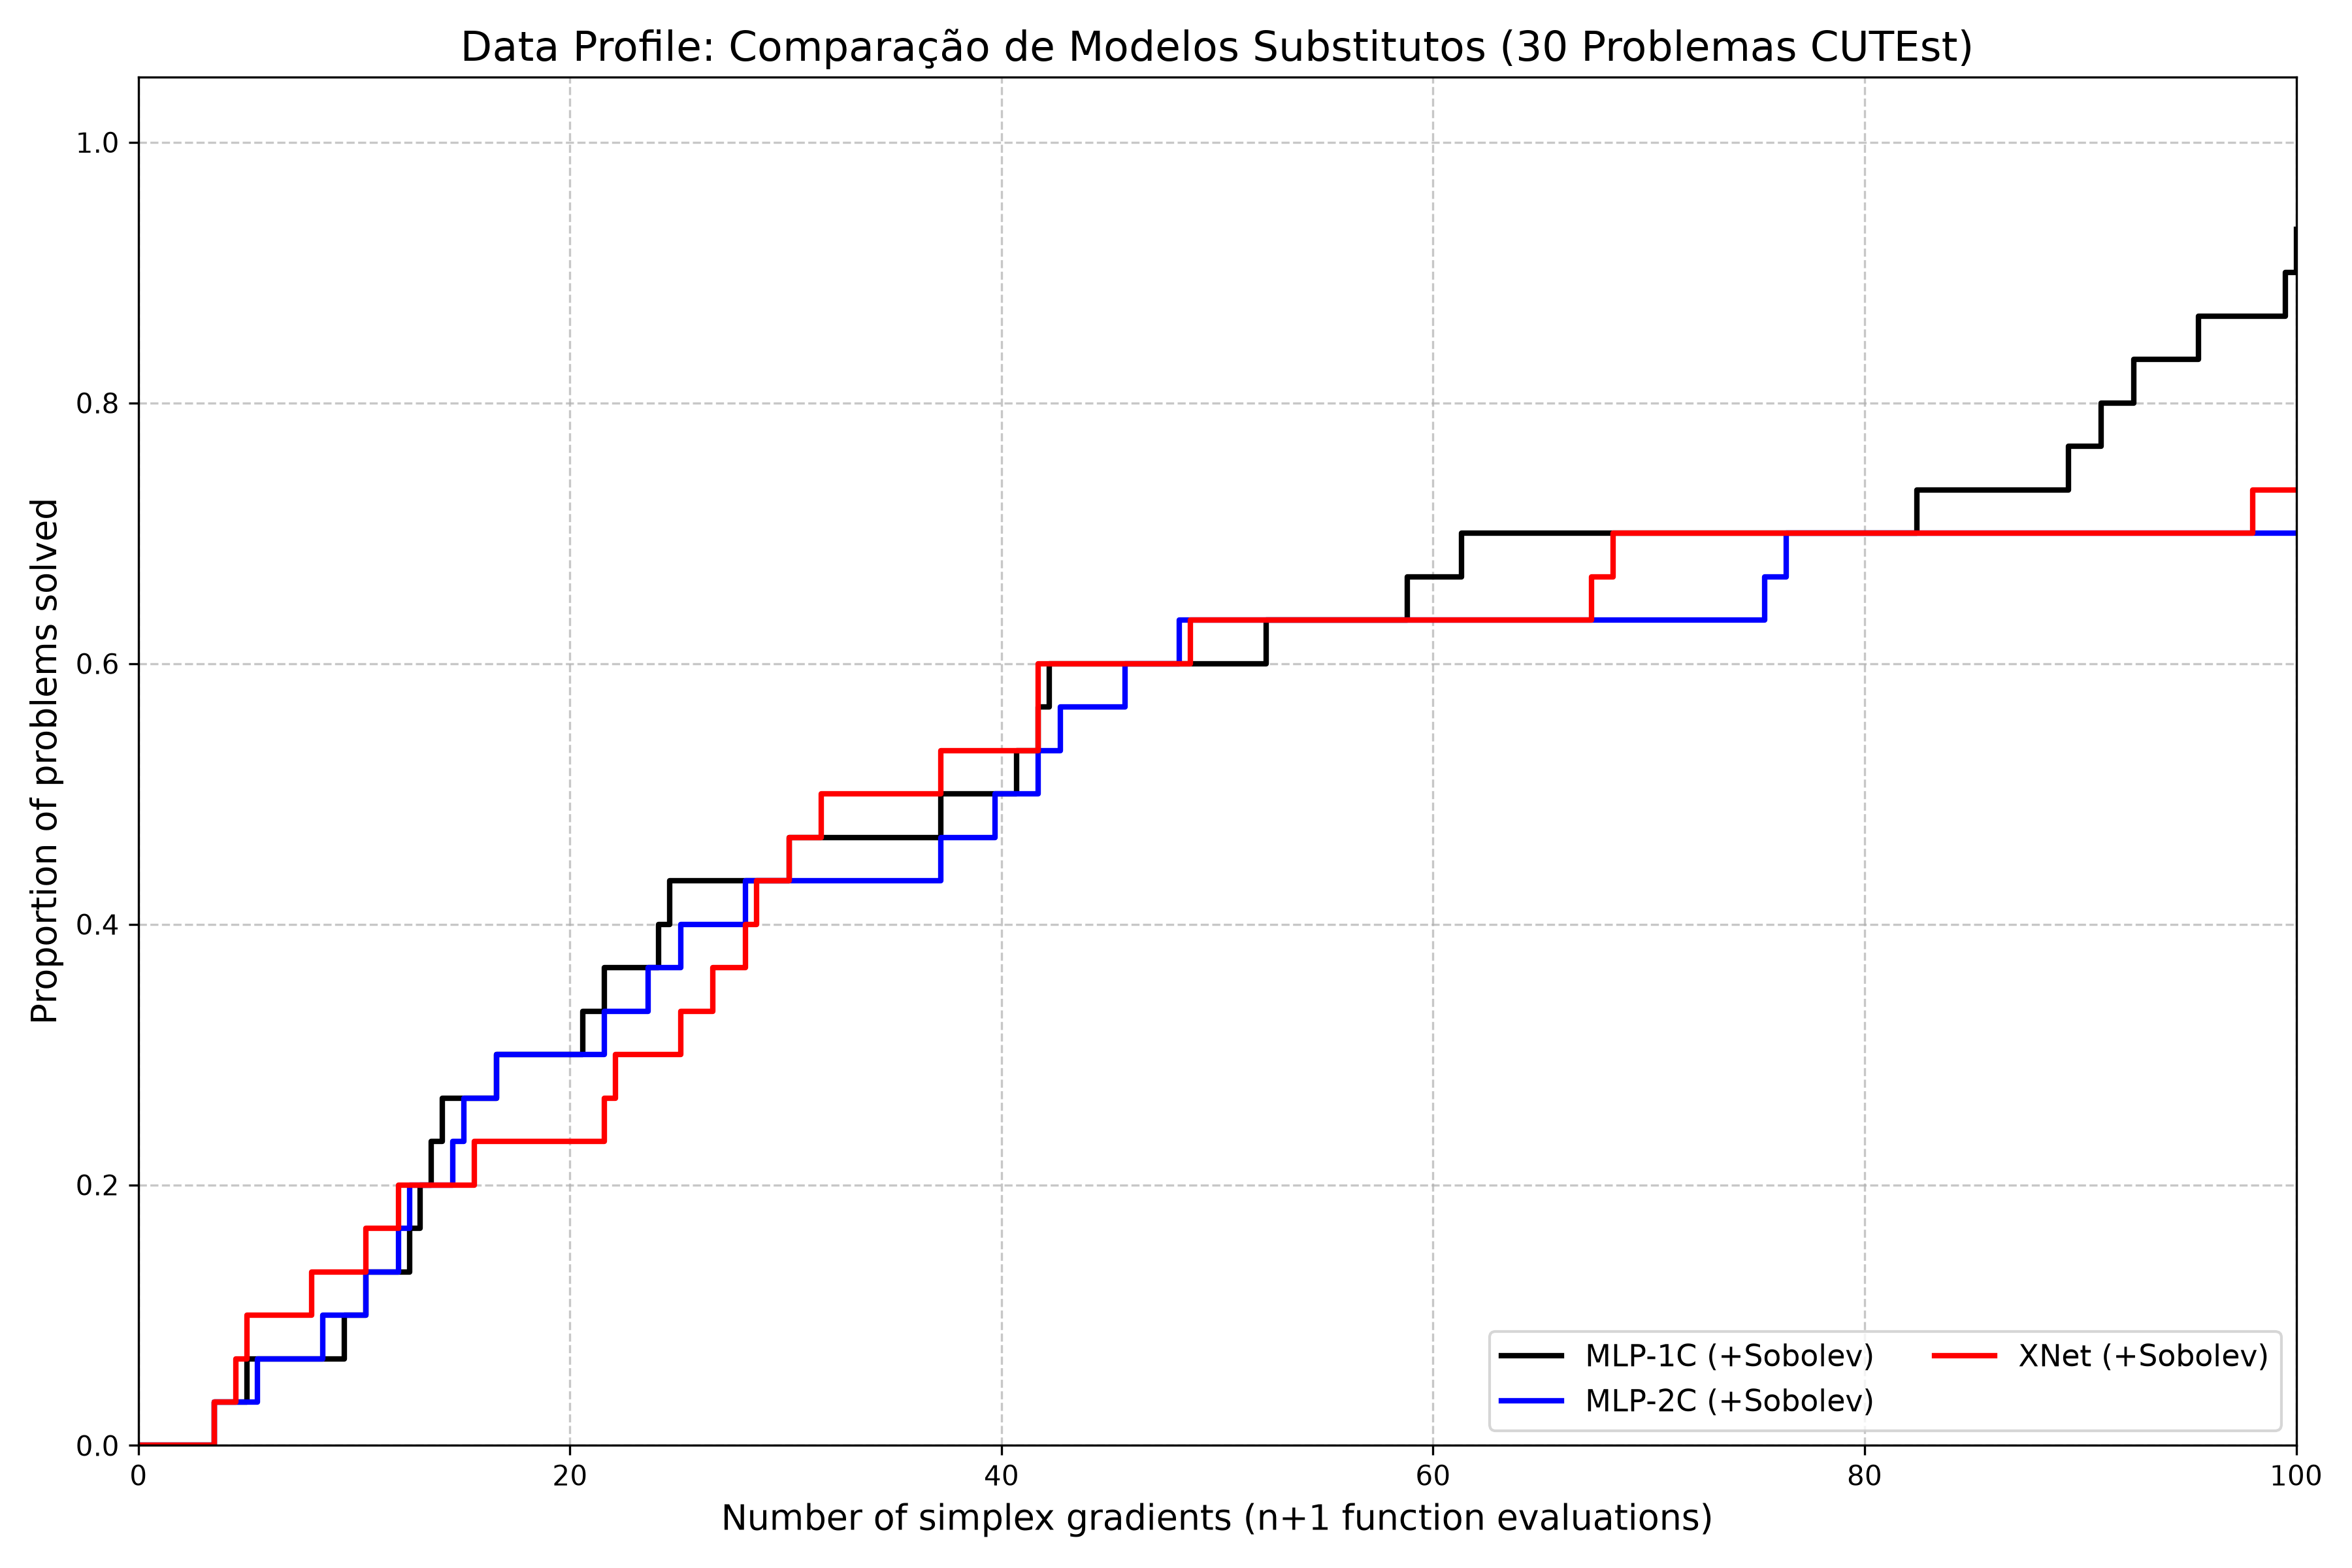 Data Profile: Comparação de Modelos Substitutos (30 Problemas CUTEst)
Proportion of problems solved
1.0
0.8
0.6
0.4
0.2
0.0
0
20
40
60
80
100
Number of simplex gradients (n+1 function evaluations)
MLP-1C (+Sobolev)
MLP-2C (+Sobolev)
XNet (+Sobolev)